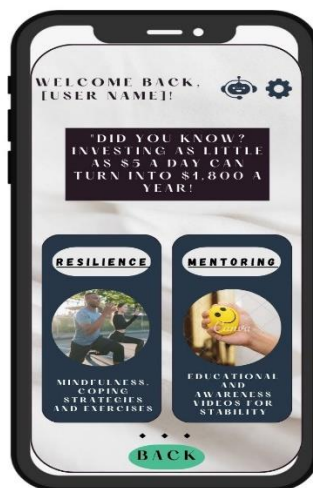 WELCOME BACK,
[USER NAME]!
"DID YOU KNOW?
INVESTING AS LITTLE
AS $5 A DAY CAN
TURN INTO $1,800 A
YEAR!
RESILIENCE
MENTORING
Canva
MINDFULNESS.
COPING
STRATEGIES
AND EXERCISES
EDUCATIONAL
AND
AWARENESS
VIDEOS FOR
STABILITY
BACK